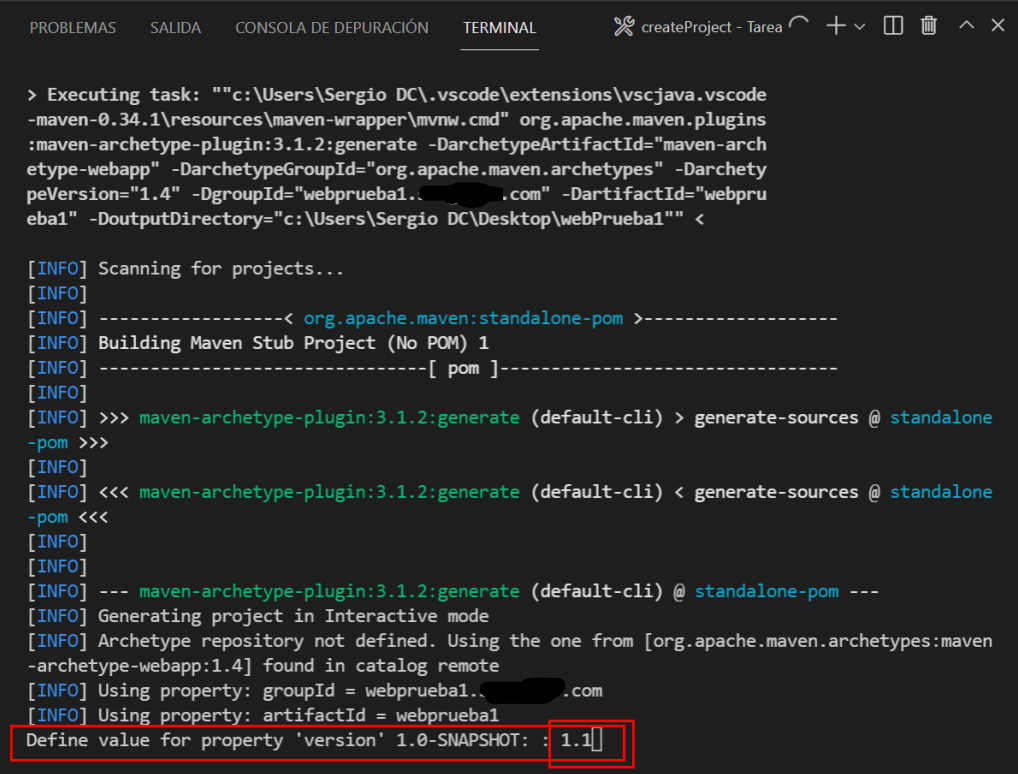 PROBLEMAS SALIDA CONSOLA DE DEPURACIÓN TERMINAL createProject - Tarea
> Executing task: ""c:\Users\Sergio DC\.vscode\extensions\vscjava.vscode
-maven-0.34.1\resources\maven-wrapper\mvnw.cmd" org.apache.maven.plugins
:maven-archetype-plugin:3.1.2:generate -DarchetypeArtifactId="maven-arch
etype-webapp" -DarchetypeGroupId="org.apache.maven.archetypes" -Darchety
peVersion="1.4" -DgroupId="webprueba1. .com" -DartifactId="webpru
eba1" -DoutputDirectory="c:\Users\Sergio DC\Desktop\webPrueba1"" <
[INFO] Scanning for projects...
[INFO]
[INFO] ------------------< org.apache.maven:standalone-pom >-------------------
[INFO] Building Maven Stub Project (No POM) 1
[INFO] --------------------------------[ pom ]---------------------------------
[INFO]
[INFO] >>> maven-archetype-plugin:3.1.2:generate (default-cli) > generate-sources @ standalone
-pom >>>
[INFO]
[INFO] <<< maven-archetype-plugin:3.1.2:generate (default-cli) < generate-sources @ standalone
-pom <<<
[INFO]
[INFO]
[INFO] --- maven-archetype-plugin:3.1.2:generate (default-cli) @ standalone-pom ---
[INFO] Generating project in Interactive mode
[INFO] Archetype repository not defined. Using the one from [org.apache.maven.archetypes:maven
-archetype-webapp:1.4] found in catalog remote
[INFO] Using property: groupId = webprueba1. .com
[INFO] Using property: artifactId = webprueba1
Define value for property 'version' 1.0-SNAPSHOT: : 1.1